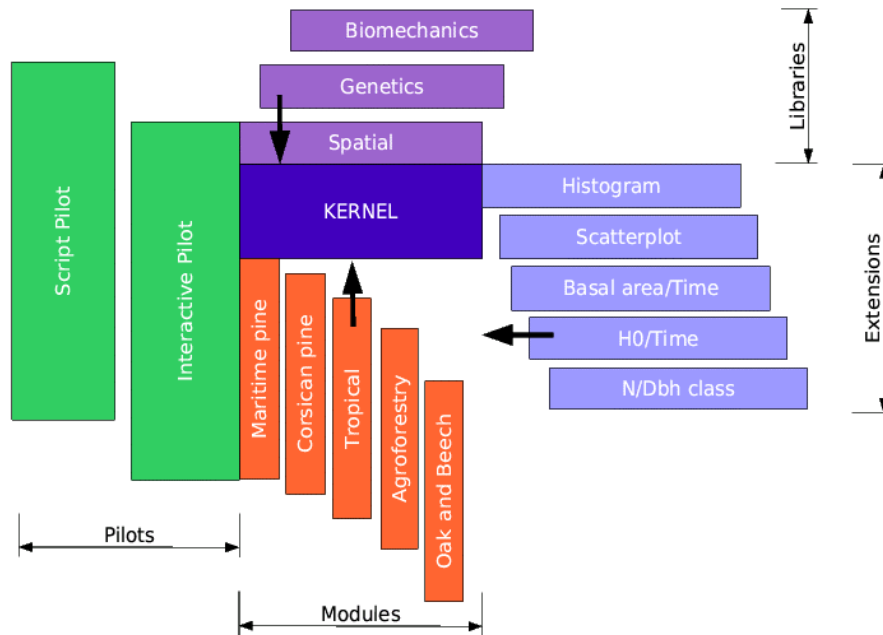 Biomechanics
Genetics
Spatial
Libraries
Script Pilot
Interactive Pilot
KERNEL
Histogram
Scatterplot
Basal area/Time
H0/Time
N/Dbh class
Extensions
Maritime pine
Corsican pine
Tropical
Agroforestry
Oak and Beech
Pilots
Modules